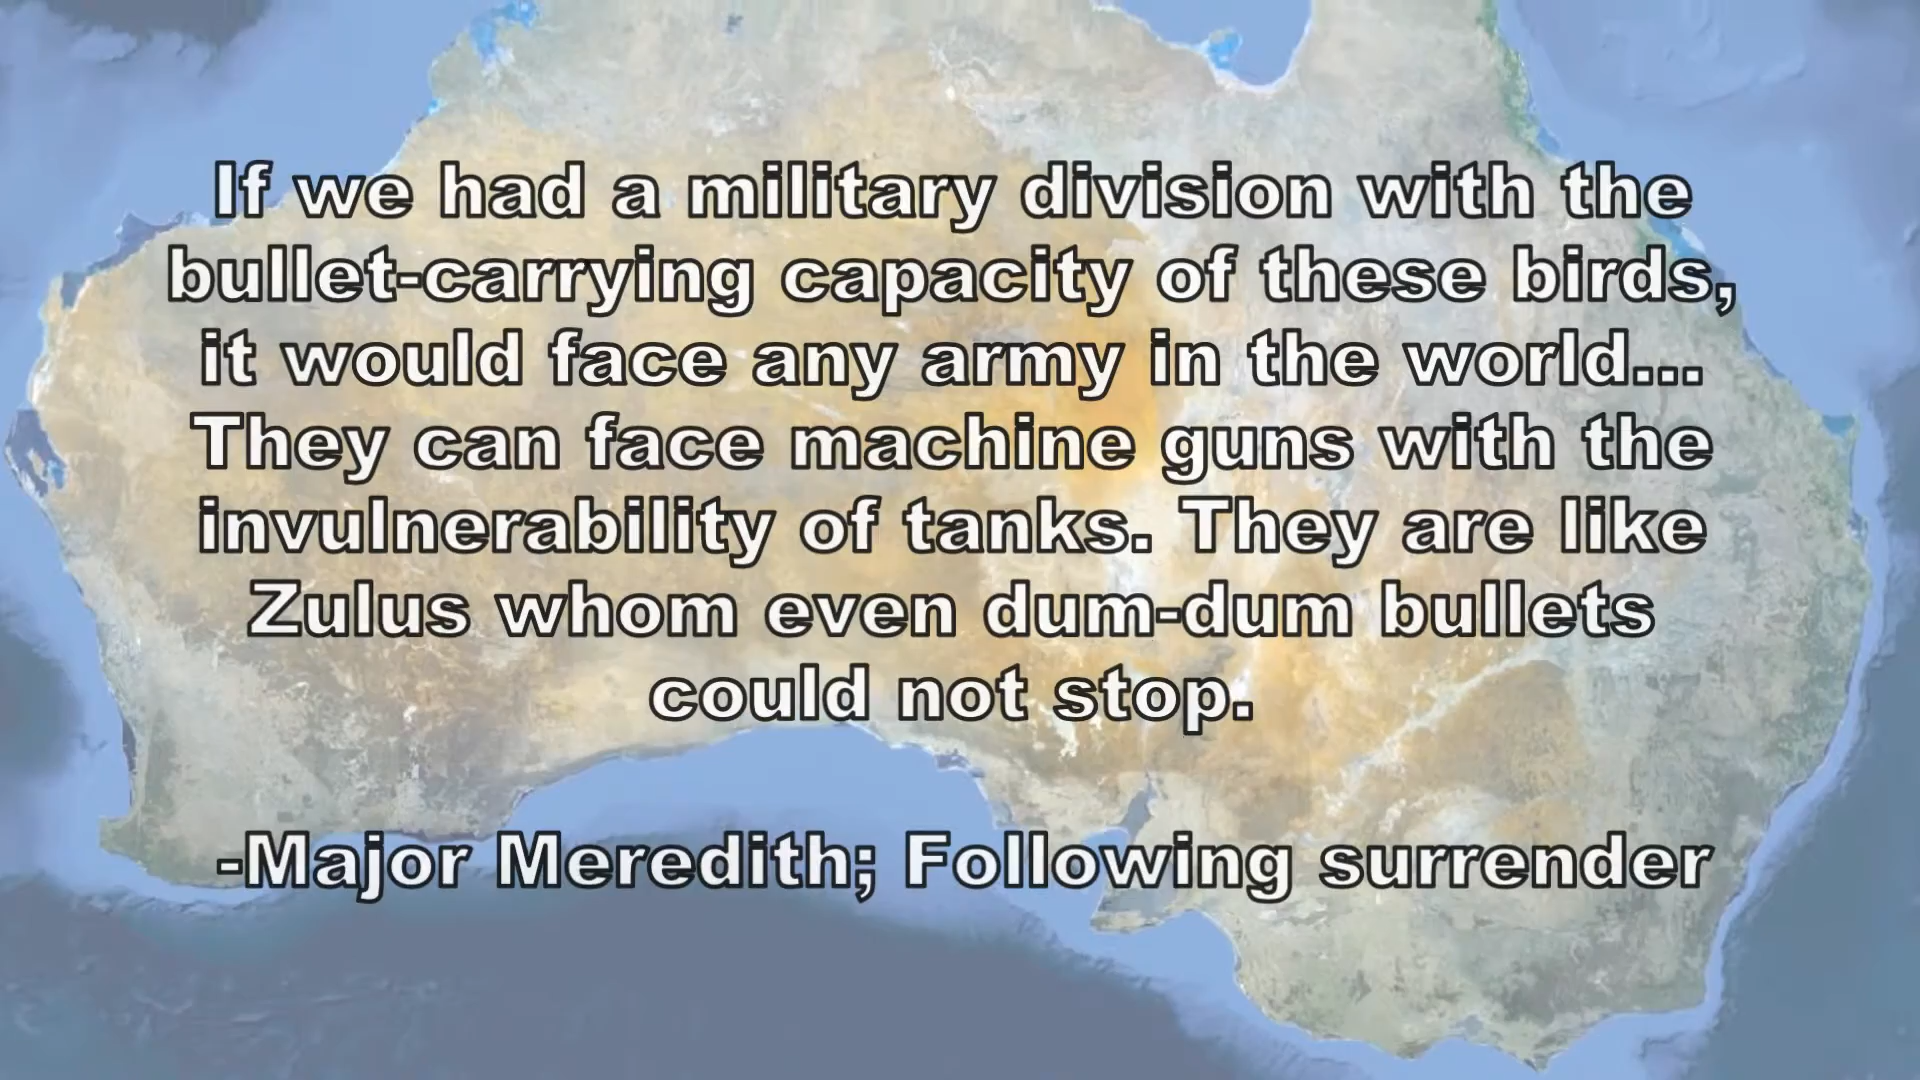 If we had a military division with the
bullet-carrying capacity of these birds,
it would face any army in the world...
They can face machine guns with the
invulnerability of tanks. They are like
Zulus whom even dum-dum bullets
could not stop.
-Major Meredith; Following surrender